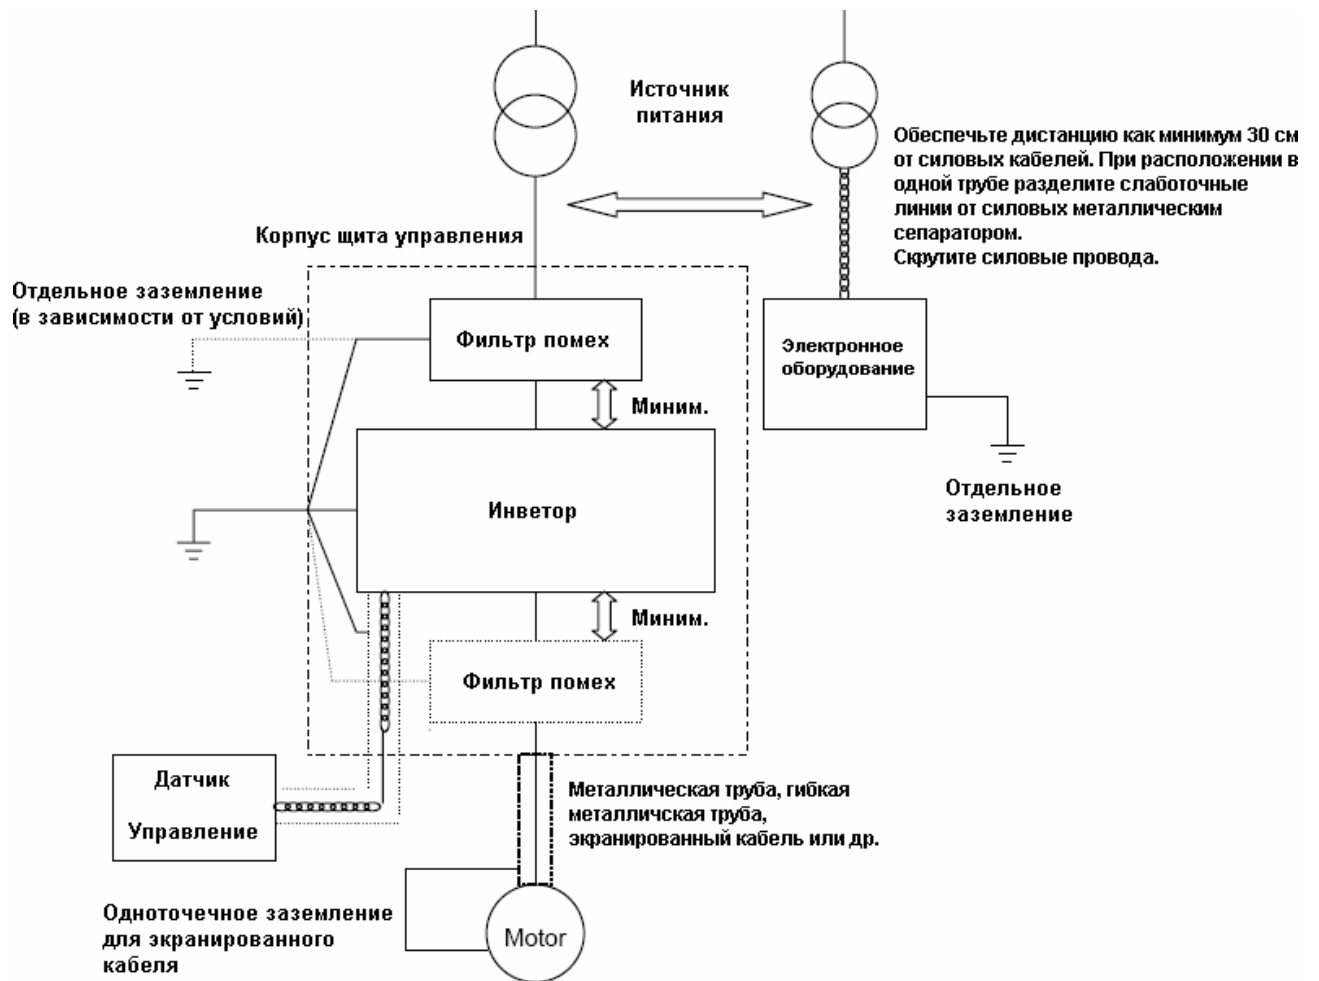 Источник
питания
Обеспечьте дистанцию как минимум 30 см
от силовых кабелей. При расположении в
одной трубе разделите слаботочные
линии от силовых металлическим
сепаратором.
Скрутите силовые провода.
Корпус щита управления
Отдельное заземление
(в зависимости от условий)
Фильтр помех
Электронное
оборудование
Миним.
Отдельное
заземление
Инветор
Миним.
Фильтр помех
Датчик
Управление
Металлическая труба, гибкая
металличская труба,
экранированный кабель или др.
Одноточечное заземление
для экранированного
кабеля
Motor